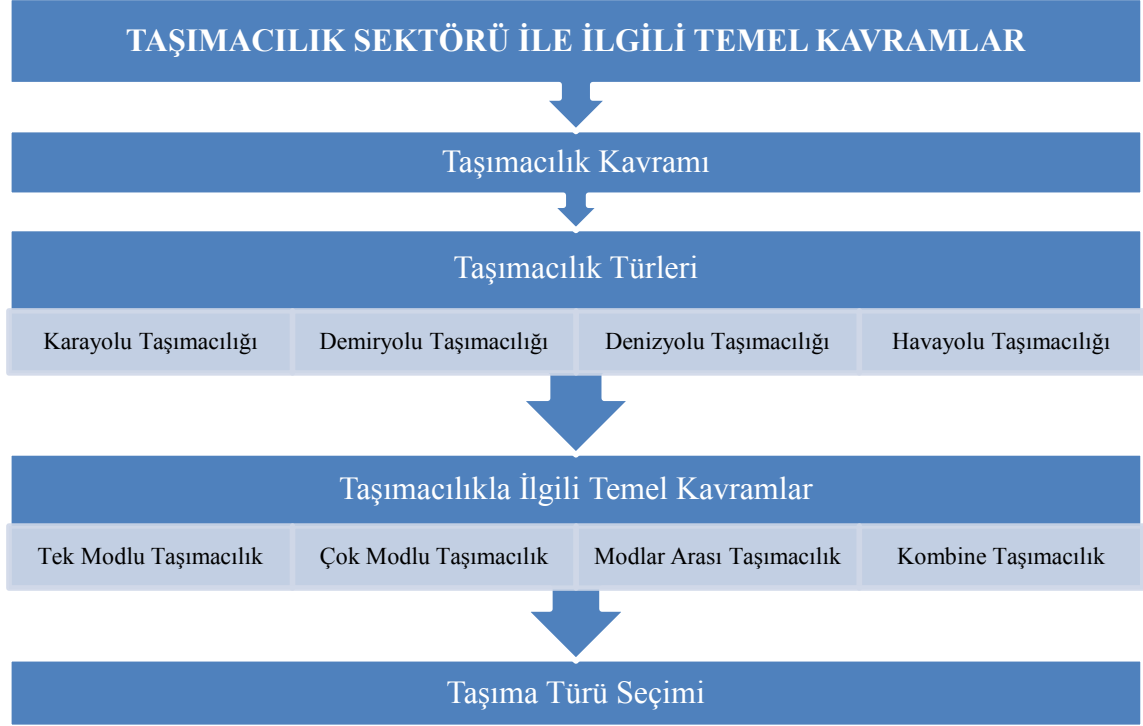 TAŞIMACILIK SEKTÖRÜ İLE İLGİLİ TEMEL KAVRAMLAR
Taşımacılık Kavramı
Taşımacılık Türleri
Karayolu Taşımacılığı
Demiryolu Taşımacılığı
Denizyolu Taşımacılığı
Havayolu Taşımacılığı
Taşımacılıkla İlgili Temel Kavramlar
Tek Modlu Taşımacılık
Çok Modlu Taşımacılık
Modlar Arası Taşımacılık
Kombine Taşımacılık
Taşıma Türü Seçimi